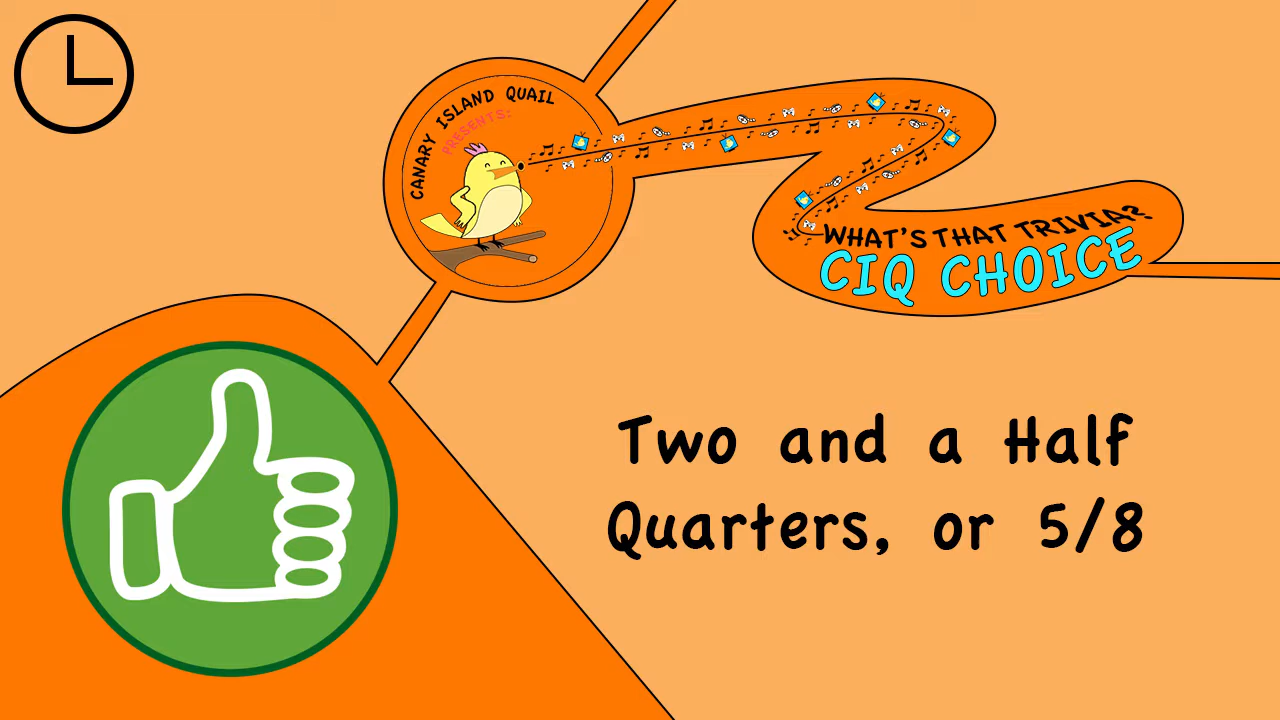 CANARY ISLAND QUAIL
PRESENTS:
WHAT'S THAT TRIVIA?
CIQ CHOICE
Two and a Half
Quarters, or 5/8